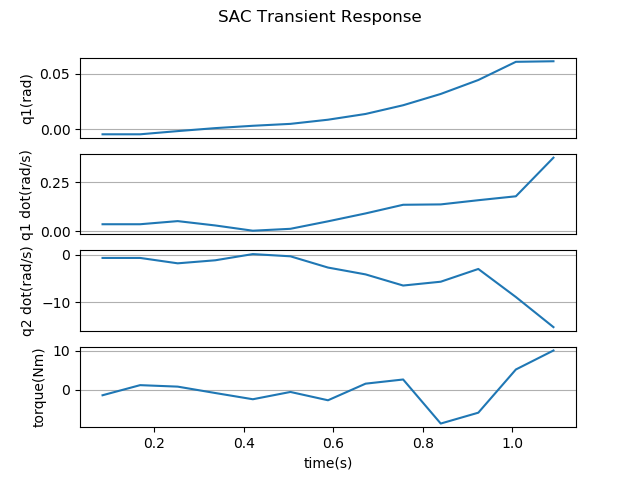 SAC Transient Response
0.05
0.00
q1(rad)
0.25
0.00
q1 dot(rad/s)
0
−10
q2 dot(rad/s)
10
0
torque(Nm)
0.2 0.4 0.6 0.8 1.0
time(s)